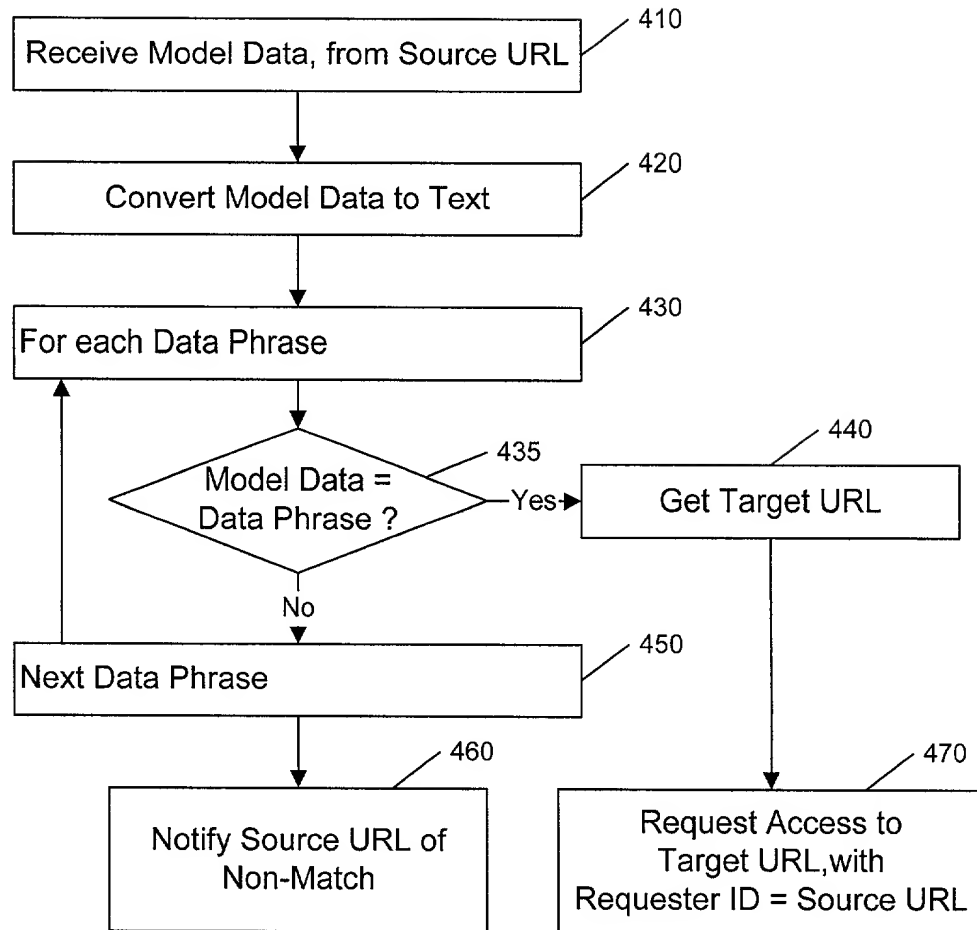 410
Receive Model Data, from Source URL
420
Convert Model Data to Text
430
For each Data Phrase
435
Model Data =
Data Phrase ?
Yes
440
Get Target URL
No
450
Next Data Phrase
460
Notify Source URL of
Non-Match
470
Request Access to
Target URL,with
Requester ID = Source URL